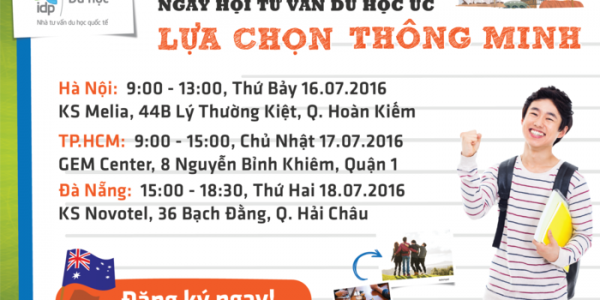 idp
Du học
Nhà tư vấn du học quốc tế
NGÀY HỘI TƯ VẤN DU HỌC ÚC
LỰA CHỌN THÔNG MINH
Hà Nội: 9:00 - 13:00, Thứ Bảy 16.07.2016
KS Melia, 44B Lý Thường Kiệt, Q. Hoàn Kiếm
TP.HCM: 9:00 - 15:00, Chủ Nhật 17.07.2016
GEM Center, 8 Nguyễn Bỉnh Khiêm, Quận 1
Đà Nẵng: 15:00 - 18:30, Thứ Hai 18.07.2016
KS Novotel, 36 Bạch Đằng, Q. Hải Châu
Đăng ký ngay!